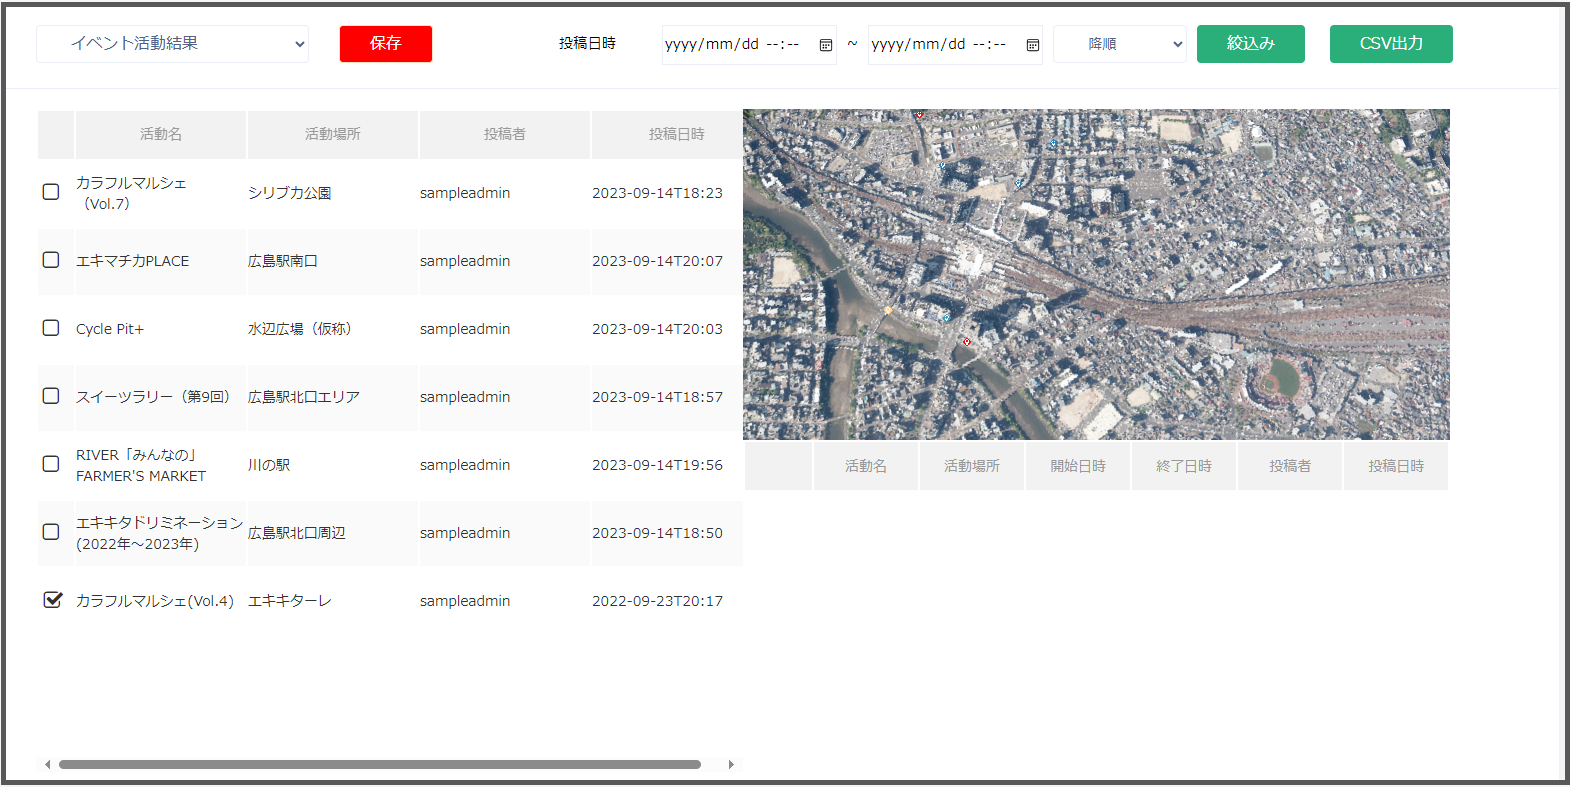 イベント活動結果 保存 投稿日時 yyyy/mm/dd --:-- ~ yyyy/mm/dd --:-- 降順 絞込み CSV出力
活動名 活動場所 投稿者 投稿日時
カラフルマルシェ
（Vol.7） シリブカ公園 sampleadmin 2023-09-14T18:23
エキマチカPLACE 広島駅南口 sampleadmin 2023-09-14T20:07
Cycle Pit+ 水辺広場（仮称） sampleadmin 2023-09-14T20:03
スイーツラリー（第9回） 広島駅北口エリア sampleadmin 2023-09-14T18:57
RIVER「みんなの」
FARMER'S MARKET 川の駅 sampleadmin 2023-09-14T19:56
エキキタドリミネーション
(2022年～2023年) 広島駅北口周辺 sampleadmin 2023-09-14T18:50
カラフルマルシェ(Vol.4) エキキターレ sampleadmin 2022-09-23T20:17
活動名 活動場所 開始日時 終了日時 投稿者 投稿日時